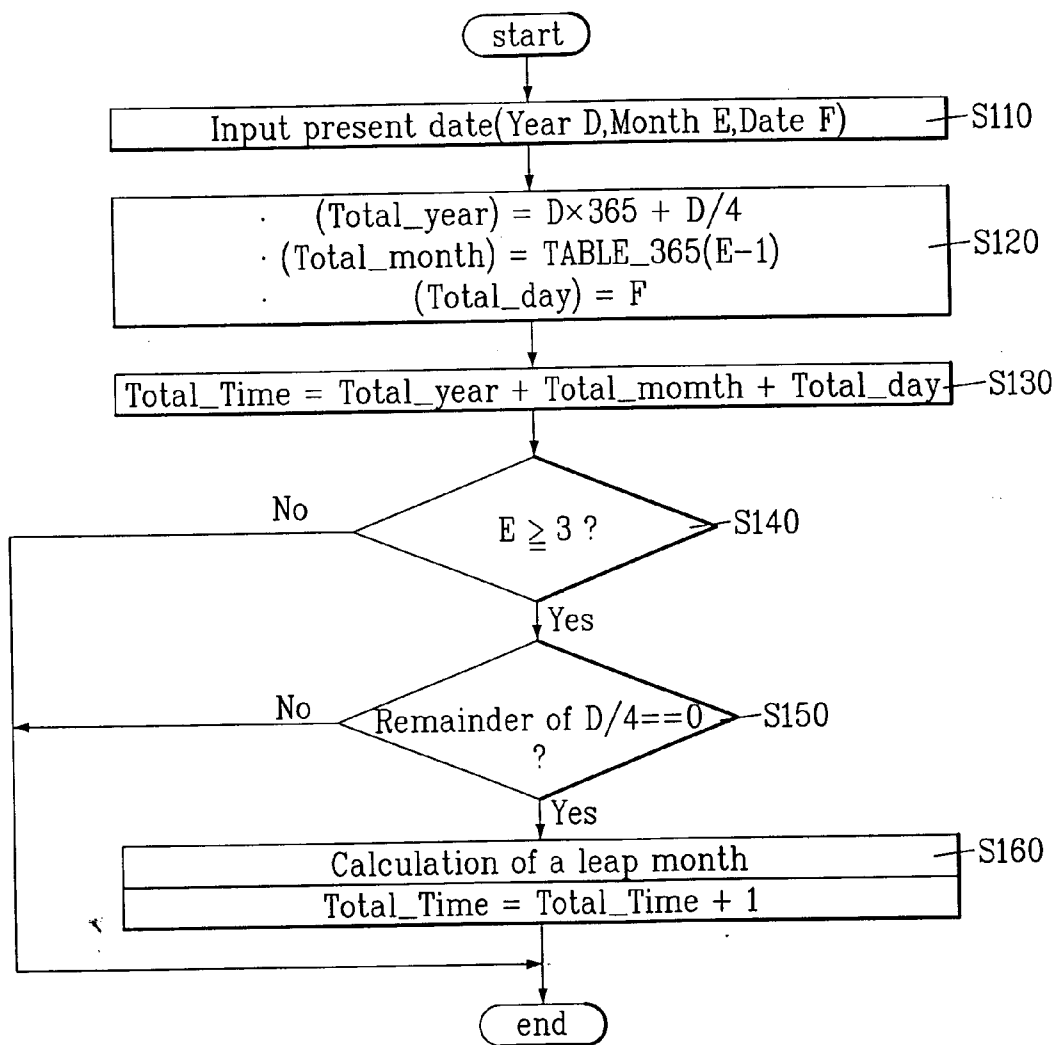 start
Input present date(Year D,Month E,Date F)
S110
(Total_year) = D×365 + D/4
(Total_month) = TABLE_365(E-1)
(Total_day) = F
S120
Total_Time = Total_year + Total_momth + Total_day
S130
E ≧ 3 ?
S140
No
Yes
Remainder of D/4==0
?
S150
No
Yes
Calculation of a leap month
S160
Total_Time = Total_Time + 1
end